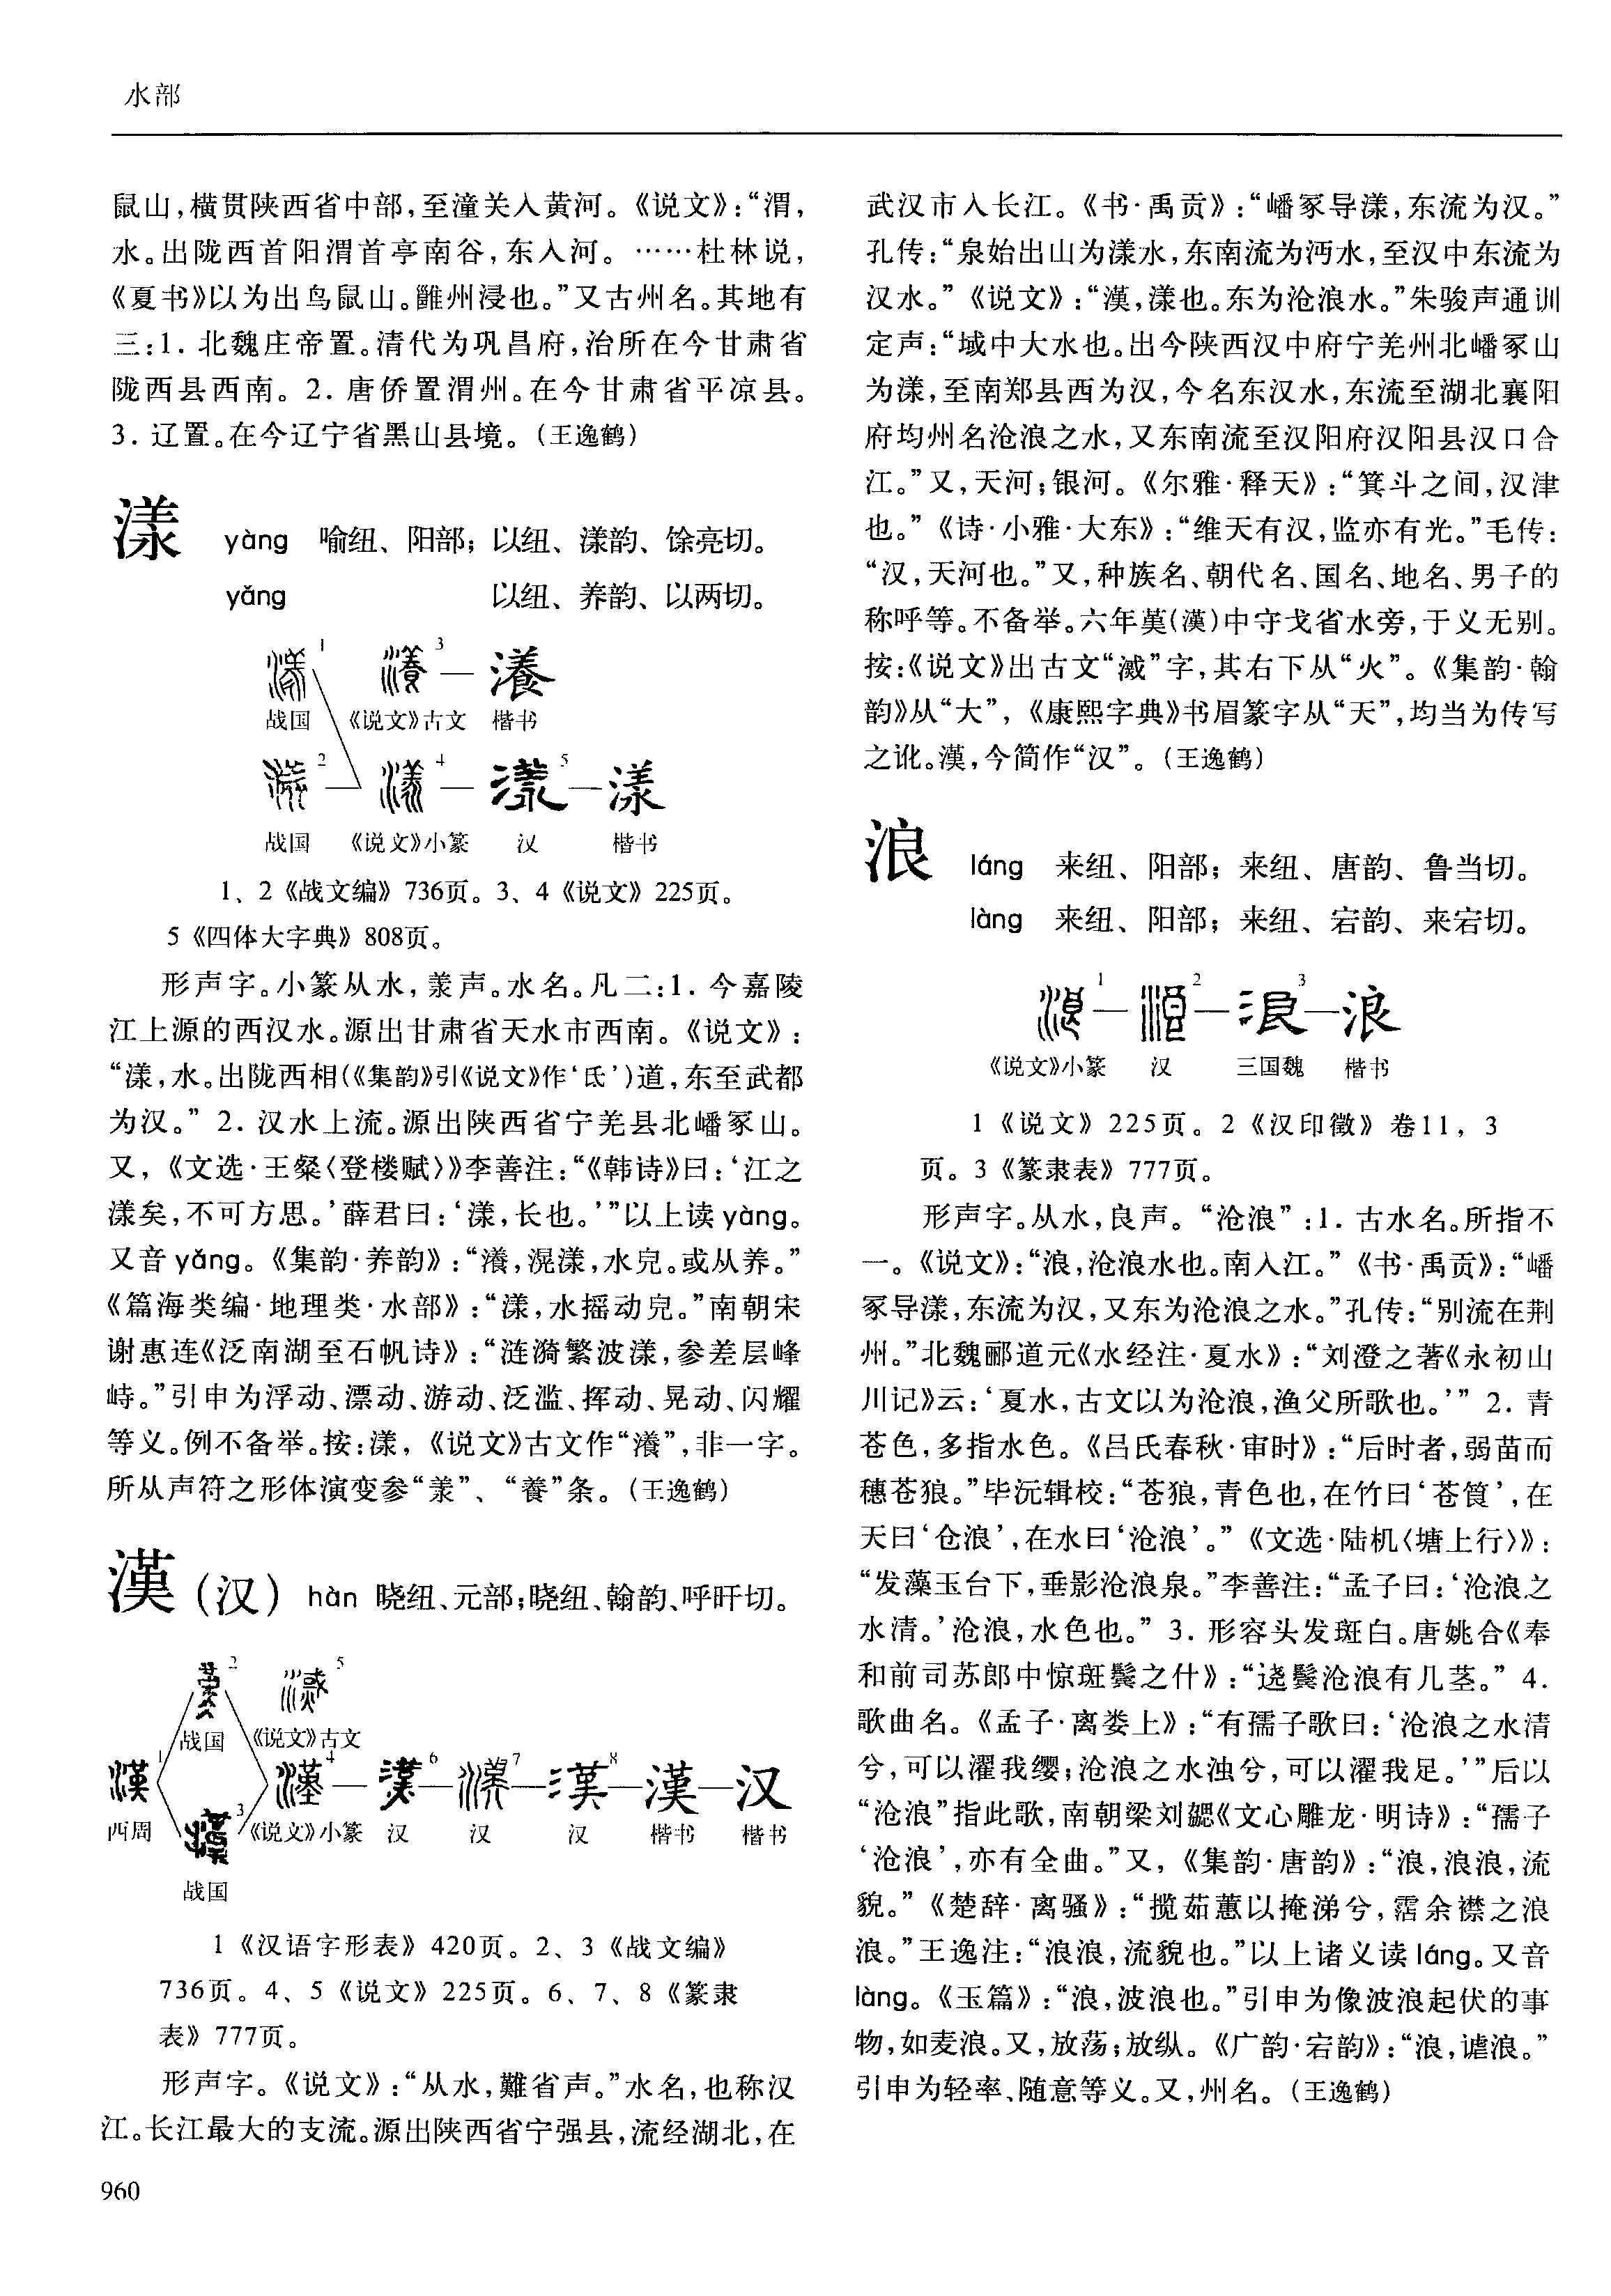 水部
鼠山,横贯陕西省中部,至潼关入黄河。《说文》:“渭,
水。出陇西首阳渭首亭南谷,东入河。……杜林说,
《夏书》以为出鸟鼠山。雝州浸也。”又古州名。其地有
三:1. 北魏庄帝置。清代为巩昌府,治所在今甘肃省
陇西县西南。2. 唐侨置渭州。在今甘肃省平凉县。
3. 辽置。在今辽宁省黑山县境。(王逸鹤)
漾 yàng 喻纽、阳部;以纽、漾韵、馀亮切。
yǎng 以纽、养韵、以两切。
1 3 瀁
战国 《说文》古文 楷书
2 4 5 漾
战国 《说文》小篆 汉 楷书
1、2《战文编》736页。3、4《说文》225页。
5《四体大字典》808页。
形声字。小篆从水,羕声。水名。凡二:1. 今嘉陵
江上源的西汉水。源出甘肃省天水市西南。《说文》:
“漾,水。出陇西相(《集韵》引《说文》作‘氐’)道,东至武都
为汉。”2. 汉水上流。源出陕西省宁羌县北嶓冢山。
又,《文选·王粲〈登楼赋〉》李善注:“《韩诗》曰:‘江之
漾矣,不可方思。’薛君曰:‘漾,长也。’”以上读 yàng。
又音 yǎng。《集韵·养韵》:“瀁,滉漾,水皃。或从养。”
《篇海类编·地理类·水部》:“漾,水摇动皃。”南朝宋
谢惠连《泛南湖至石帆诗》:“涟漪繁波漾,参差层峰
峙。”引申为浮动、漂动、游动、泛滥、挥动、晃动、闪耀
等义。例不备举。按:漾,《说文》古文作“瀁”,非一字。
所从声符之形体演变参“羕”、“養”条。(王逸鹤)
漢(汉) hàn 晓纽、元部;晓纽、翰韵、呼旰切。
2 5
战国 《说文》古文
1 4 6 7 8 漢 汉
西周 3 《说文》小篆 汉 汉 汉 楷书 楷书
战国
1《汉语字形表》420页。2、3《战文编》
736页。4、5《说文》225页。6、7、8《篆隶
表》777页。
形声字。《说文》:“从水,難省声。”水名,也称汉
江。长江最大的支流。源出陕西省宁强县,流经湖北,在
武汉市入长江。《书·禹贡》:“嶓冢导漾,东流为汉。”
孔传:“泉始出山为漾水,东南流为沔水,至汉中东流为
汉水。”《说文》:“漢,漾也。东为沧浪水。”朱骏声通训
定声:“域中大水也。出今陕西汉中府宁羌州北嶓冢山
为漾,至南郑县西为汉,今名东汉水,东流至湖北襄阳
府均州名沧浪之水,又东南流至汉阳府汉阳县汉口合
江。”又,天河;银河。《尔雅·释天》:“箕斗之间,汉津
也。”《诗·小雅·大东》:“维天有汉,监亦有光。”毛传:
“汉,天河也。”又,种族名、朝代名、国名、地名、男子的
称呼等。不备举。六年䓍(漢)中守戈省水旁,于义无别。
按:《说文》出古文“㵄”字,其右下从“火”。《集韵·翰
韵》从“大”,《康熙字典》书眉篆字从“天”,均当为传写
之讹。漢,今简作“汉”。(王逸鹤)
浪 láng 来纽、阳部;来纽、唐韵、鲁当切。
làng 来纽、阳部;来纽、宕韵、来宕切。
1 2 3 浪
《说文》小篆 汉 三国魏 楷书
1《说文》225页。2《汉印徵》卷11,3
页。3《篆隶表》777页。
形声字。从水,良声。“沧浪”:1. 古水名。所指不
一。《说文》:“浪,沧浪水也。南入江。”《书·禹贡》:“嶓
冢导漾,东流为汉,又东为沧浪之水。”孔传:“别流在荆
州。”北魏郦道元《水经注·夏水》:“刘澄之著《永初山
川记》云:‘夏水,古文以为沧浪,渔父所歌也。’”2. 青
苍色,多指水色。《吕氏春秋·审时》:“后时者,弱苗而
穗苍狼。”毕沅辑校:“苍狼,青色也,在竹曰‘苍筤’,在
天曰‘仓浪’,在水曰‘沧浪’。”《文选·陆机〈塘上行〉》:
“发藻玉台下,垂影沧浪泉。”李善注:“孟子曰:‘沧浪之
水清。’沧浪,水色也。”3. 形容头发斑白。唐姚合《奉
和前司苏郎中惊斑鬓之什》:“遶鬓沧浪有几茎。”4.
歌曲名。《孟子·离娄上》:“有孺子歌曰:‘沧浪之水清
兮,可以濯我缨;沧浪之水浊兮,可以濯我足。’”后以
“沧浪”指此歌,南朝梁刘勰《文心雕龙·明诗》:“孺子
‘沧浪’,亦有全曲。”又,《集韵·唐韵》:“浪,浪浪,流
貌。”《楚辞·离骚》:“揽茹蕙以掩涕兮,霑余襟之浪
浪。”王逸注:“浪浪,流貌也。”以上诸义读 láng。又音
làng。《玉篇》:“浪,波浪也。”引申为像波浪起伏的事
物,如麦浪。又,放荡;放纵。《广韵·宕韵》:“浪,谑浪。”
引申为轻率、随意等义。又,州名。(王逸鹤)
960